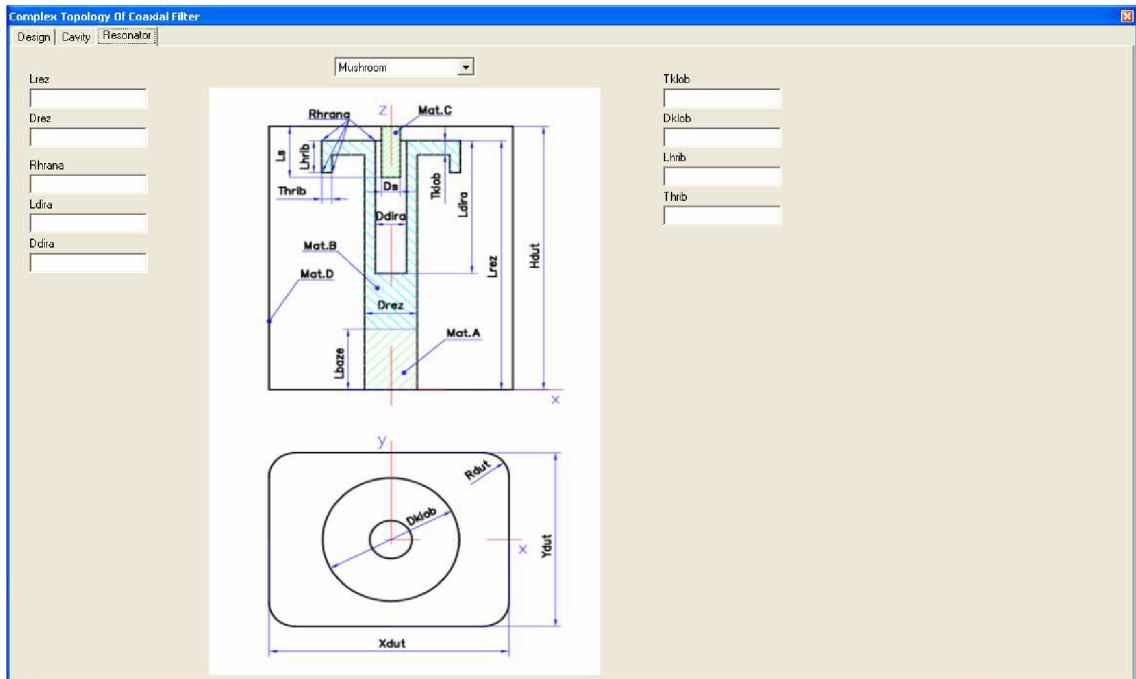 Complex Topology Of Coaxial Filter
Design Cavity Resonator
Mushroom
Lrez
Drez
Rhrana
Ldira
Ddira
Tklob
Dklob
Lhrib
Thrib
Z
Rhrana
Mat.C
Ls
Lhrib
Ds
Tklob
Thrib
Ddira
Ldira
Mat.B
Mat.D
Lrez
Hdut
Drez
Mat.A
Lbaze
x
y
Rdut
Dklob
x
Ydut
Xdut